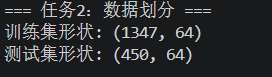 === 任务2: 数据划分 ===
训练集形状: (1347, 64)
测试集形状: (450, 64)